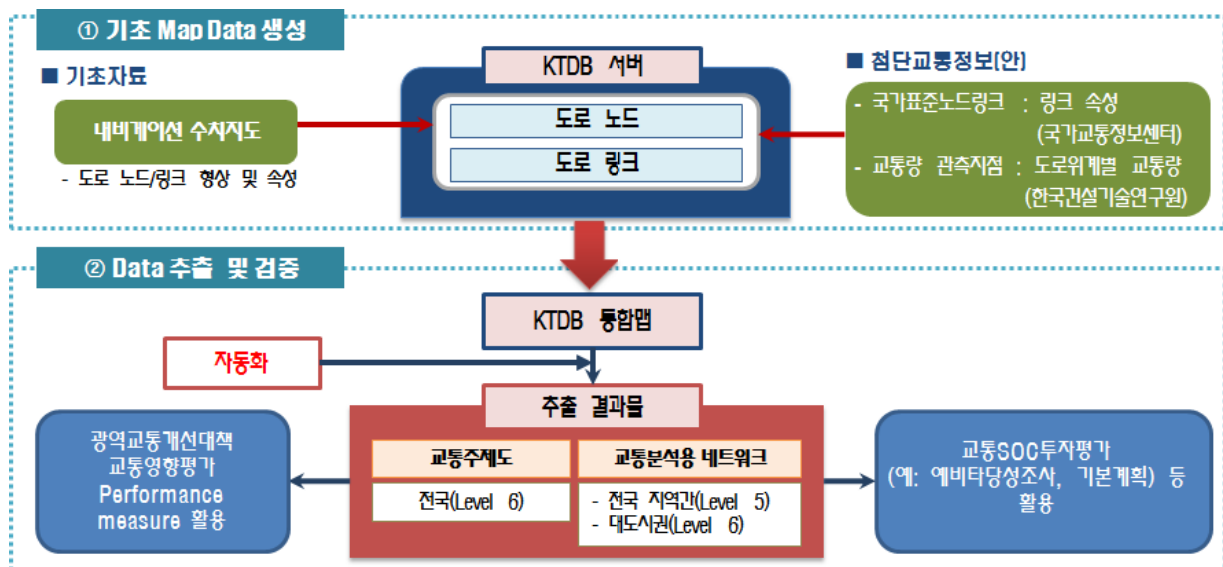 ① 기초 Map Data 생성
■ 기초자료
내비게이션 수치지도
- 도로 노드/링크 형상 및 속성
KTDB 서버
도로 노드
도로 링크
■ 첨단교통정보(안)
- 국가표준노드링크 : 링크 속성
(국가교통정보센터)
- 교통량 관측지점 : 도로위계별 교통량
(한국건설기술연구원)
② Data 추출 및 검증
KTDB 통합맵
자동화
추출 결과물
교통주제도
전국(Level 6)
교통분석용 네트워크
- 전국 지역간(Level 5)
- 대도시권(Level 6)
광역교통개선대책
교통영향평가
Performance
measure 활용
교통SOC투자평가
(예: 예비타당성조사, 기본계획) 등
활용